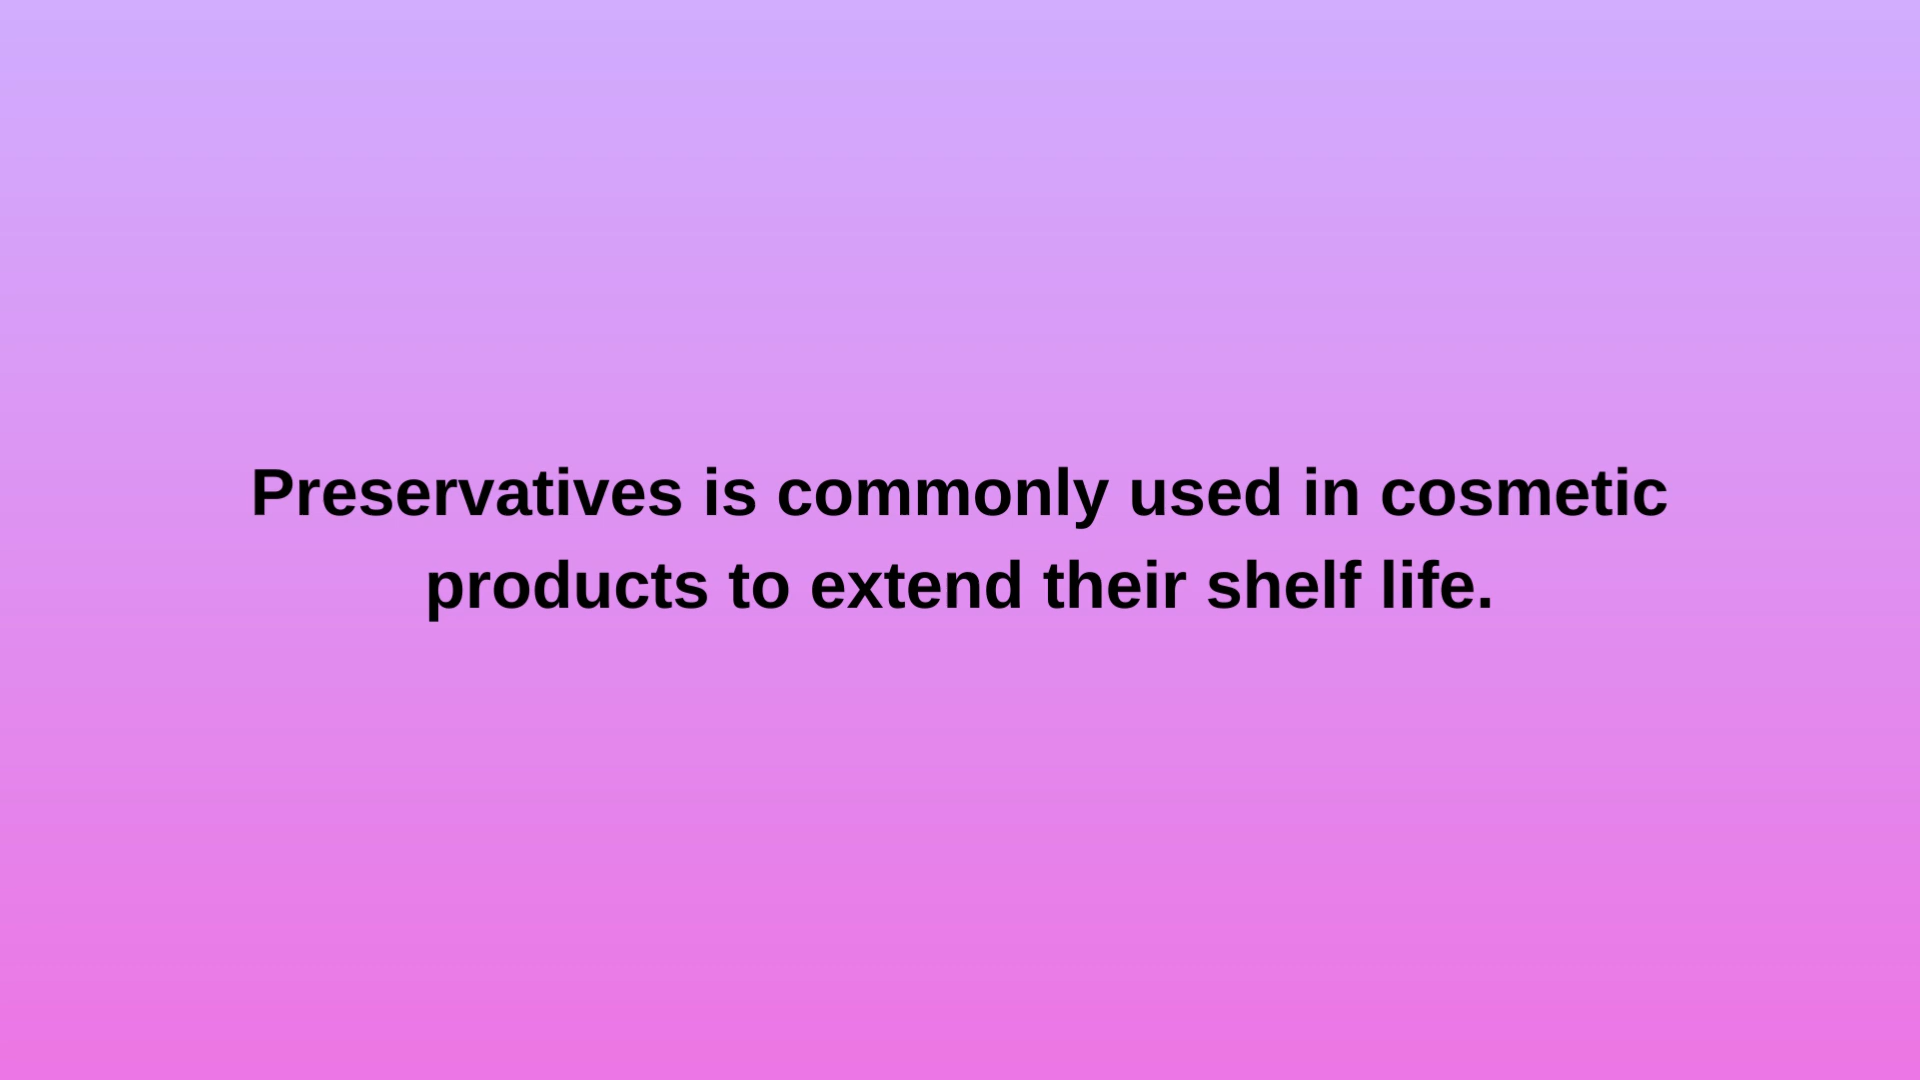 Preservatives is commonly used in cosmetic
products to extend their shelf life.